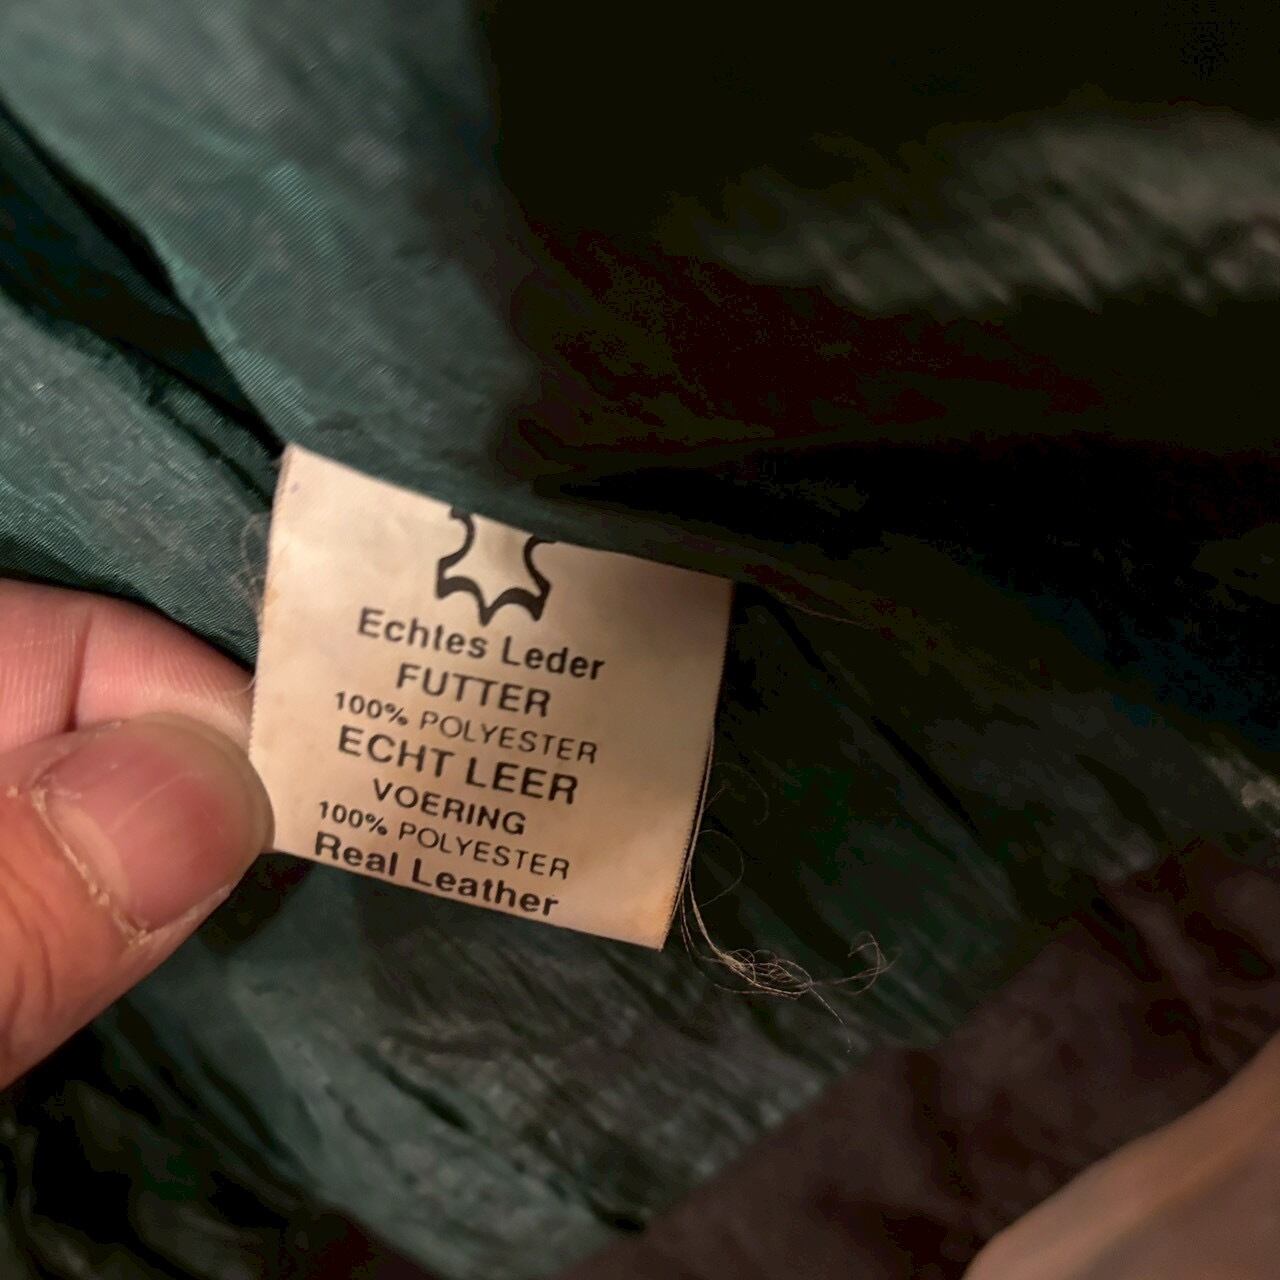 Echtes Leder
FUTTER
100% POLYESTER
ECHT LEER
VOERING
100% POLYESTER
Real Leather